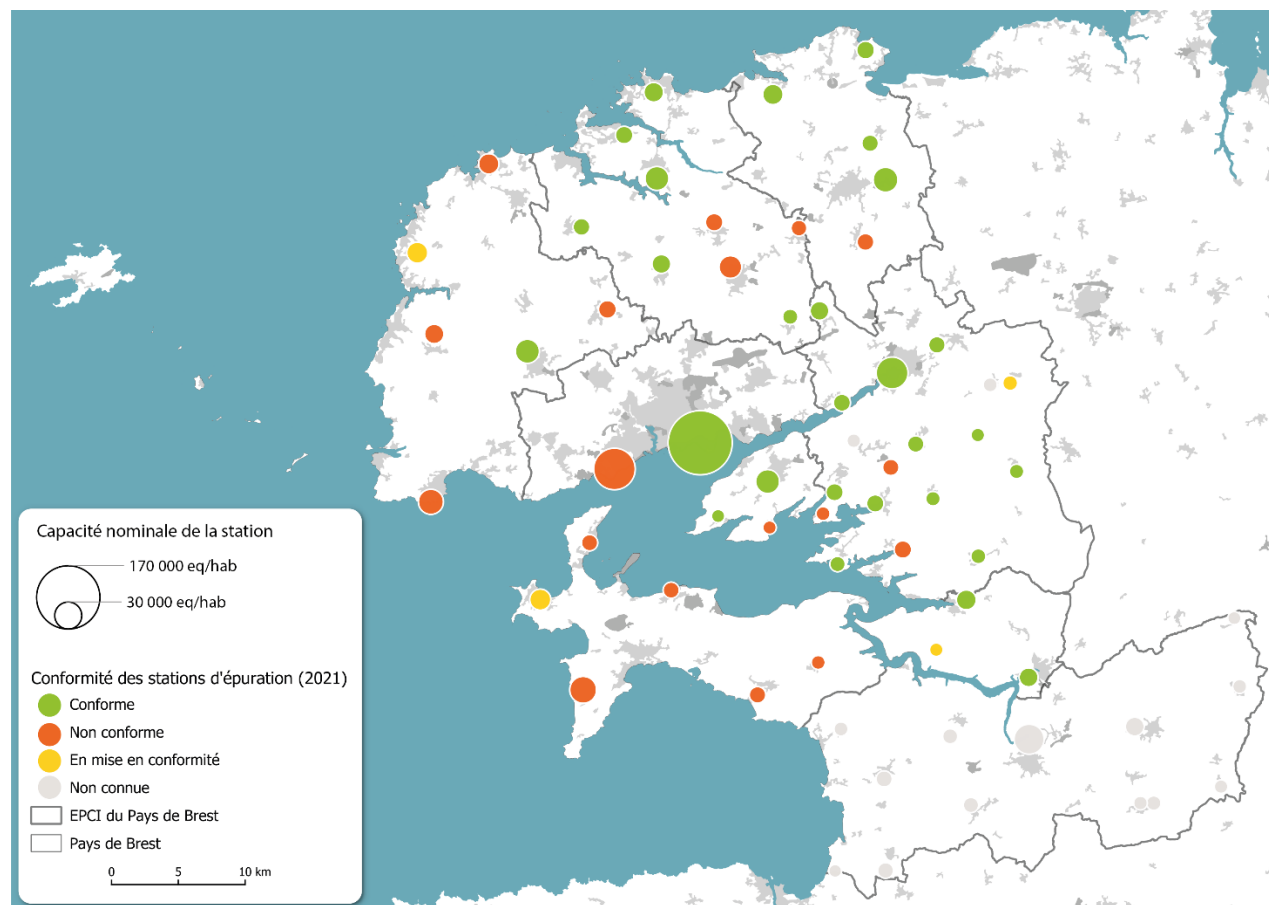 Capacité nominale de la station
170 000 eq/hab
30 000 eq/hab
Conformité des stations d'épuration (2021)
Conforme
Non conforme
En mise en conformité
Non connue
EPCI du Pays de Brest
Pays de Brest
0 5 10 km